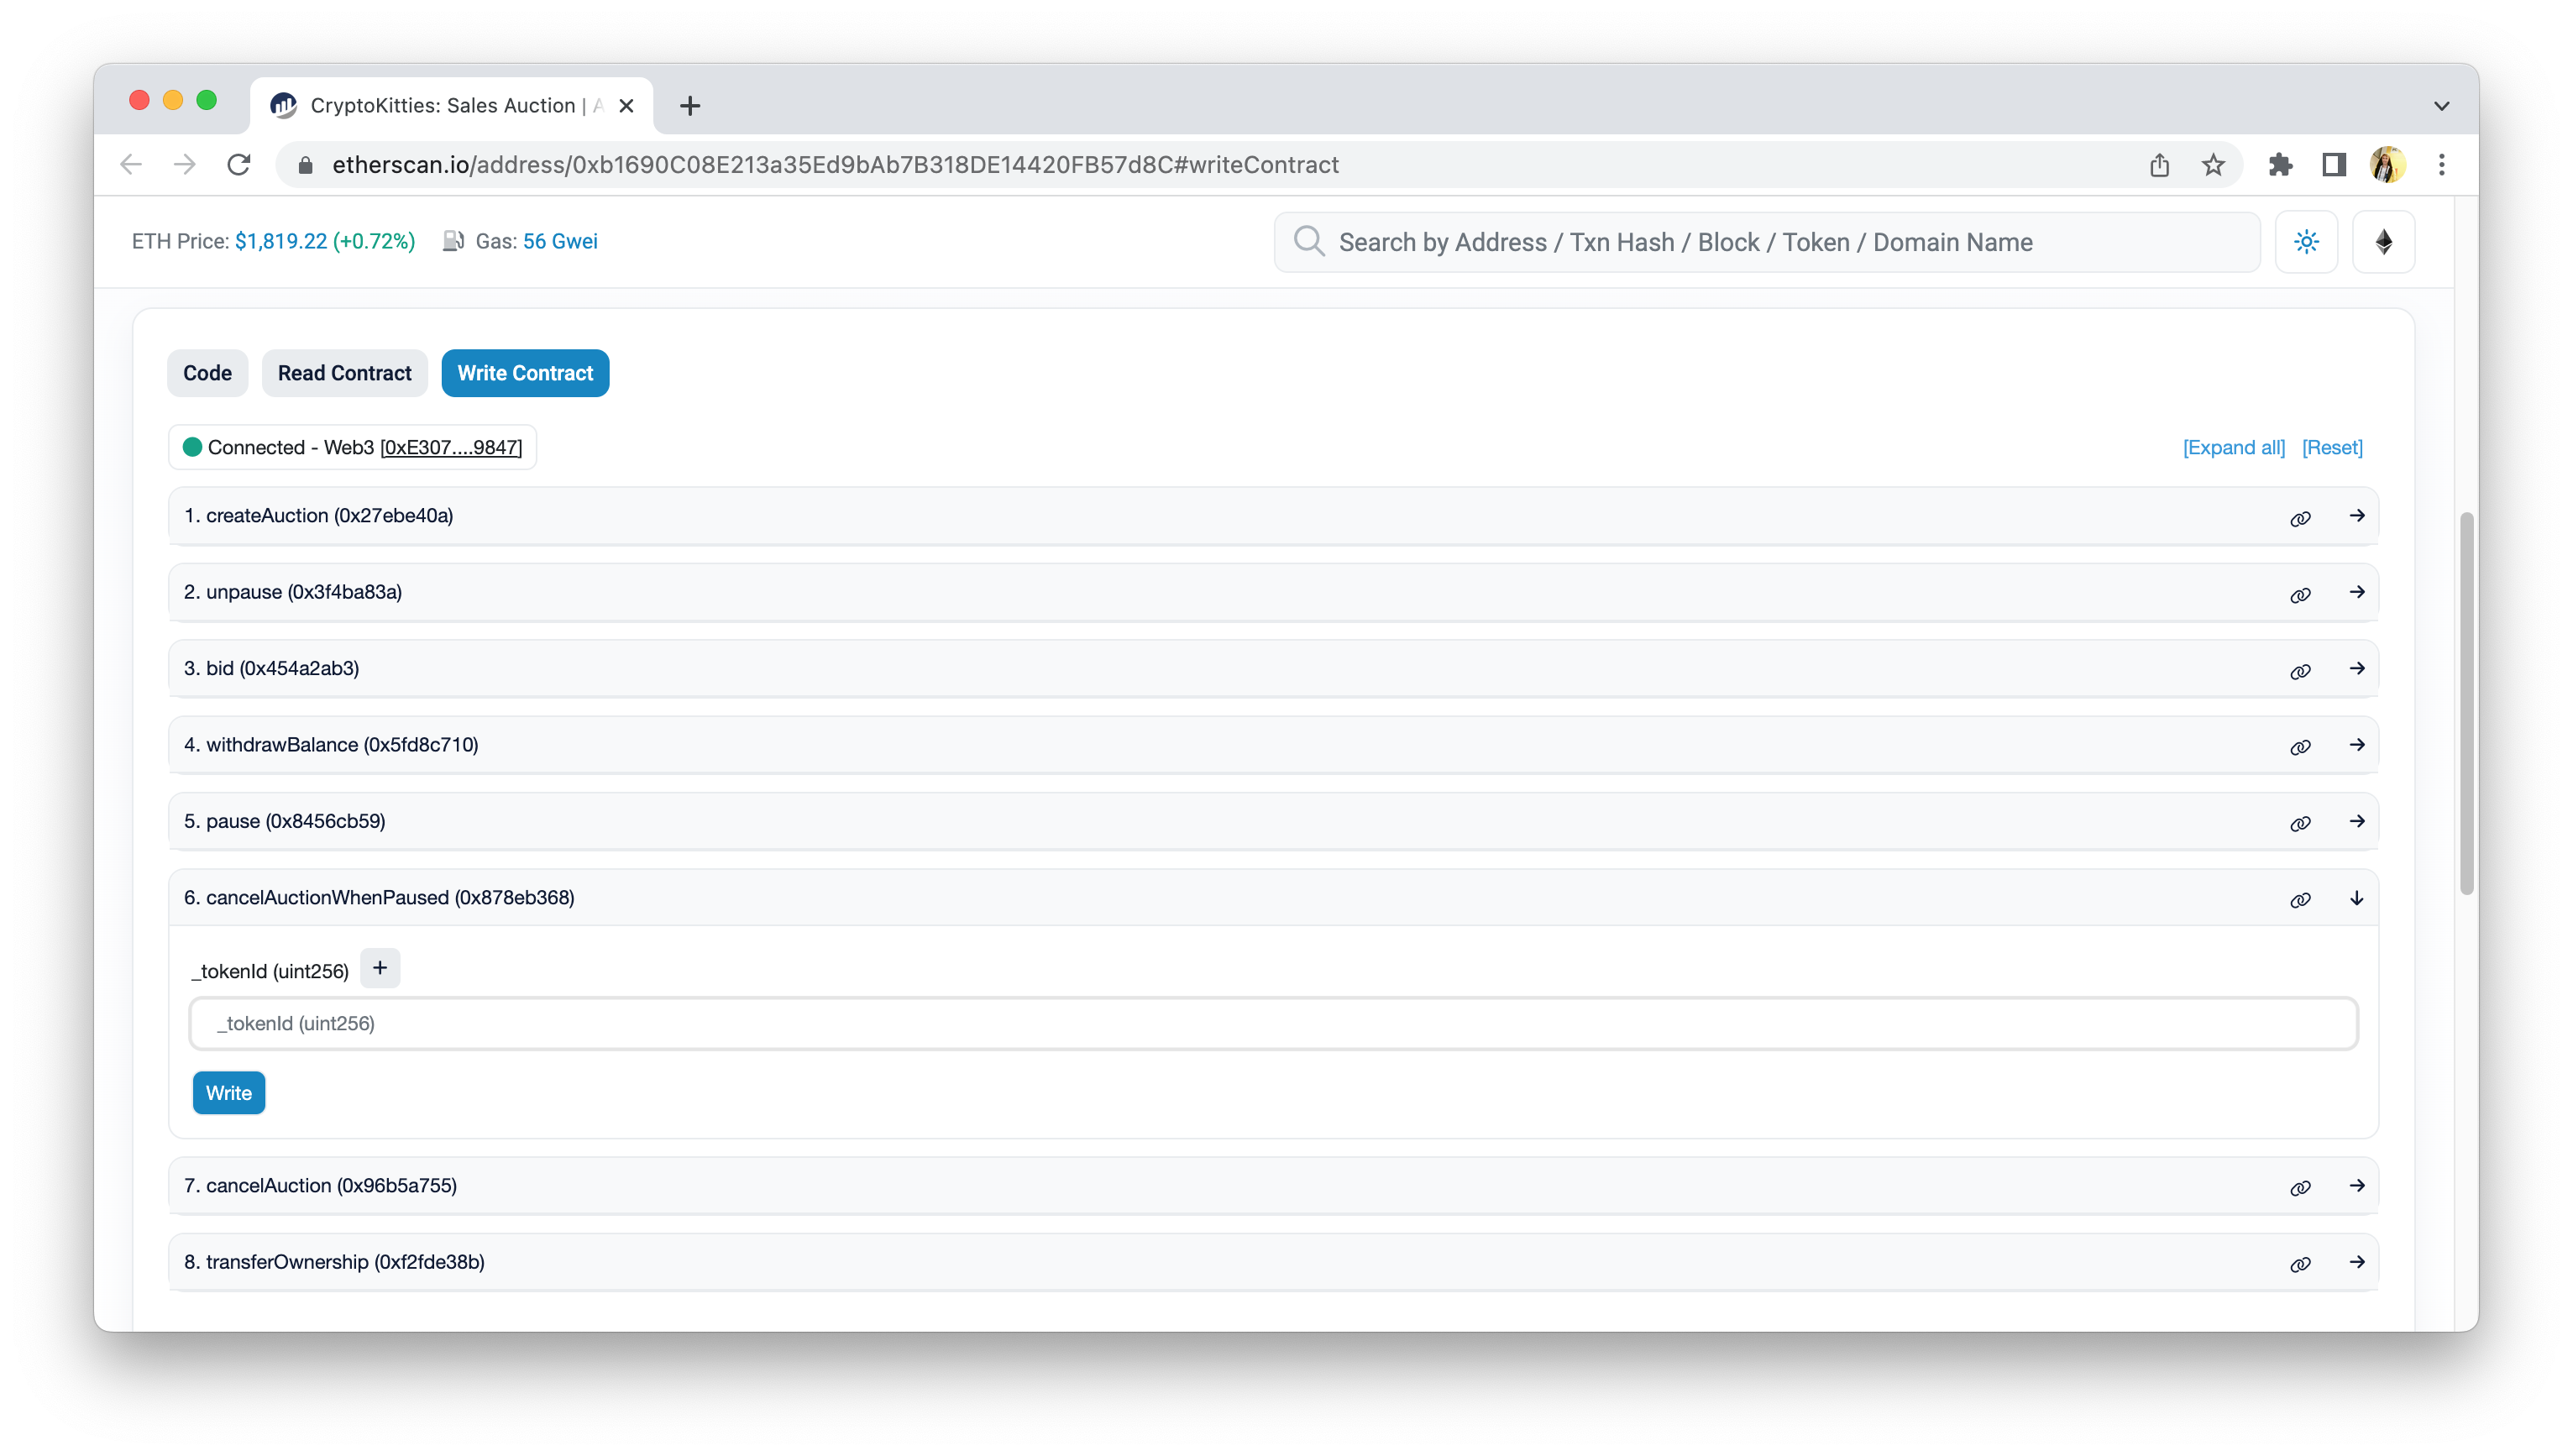 CryptoKitties: Sales Auction | A
etherscan.io/address/0xb1690C08E213a35Ed9bAb7B318DE14420FB57d8C#writeContract
ETH Price: $1,819.22 (+0.72%) Gas: 56 Gwei
Search by Address / Txn Hash / Block / Token / Domain Name
Code Read Contract Write Contract
Connected - Web3 [0xE307....9847] [Expand all] [Reset]
1. createAuction (0x27ebe40a)
2. unpause (0x3f4ba83a)
3. bid (0x454a2ab3)
4. withdrawBalance (0x5fd8c710)
5. pause (0x8456cb59)
6. cancelAuctionWhenPaused (0x878eb368)
_tokenId (uint256) +
_tokenId (uint256)
Write
7. cancelAuction (0x96b5a755)
8. transferOwnership (0xf2fde38b)